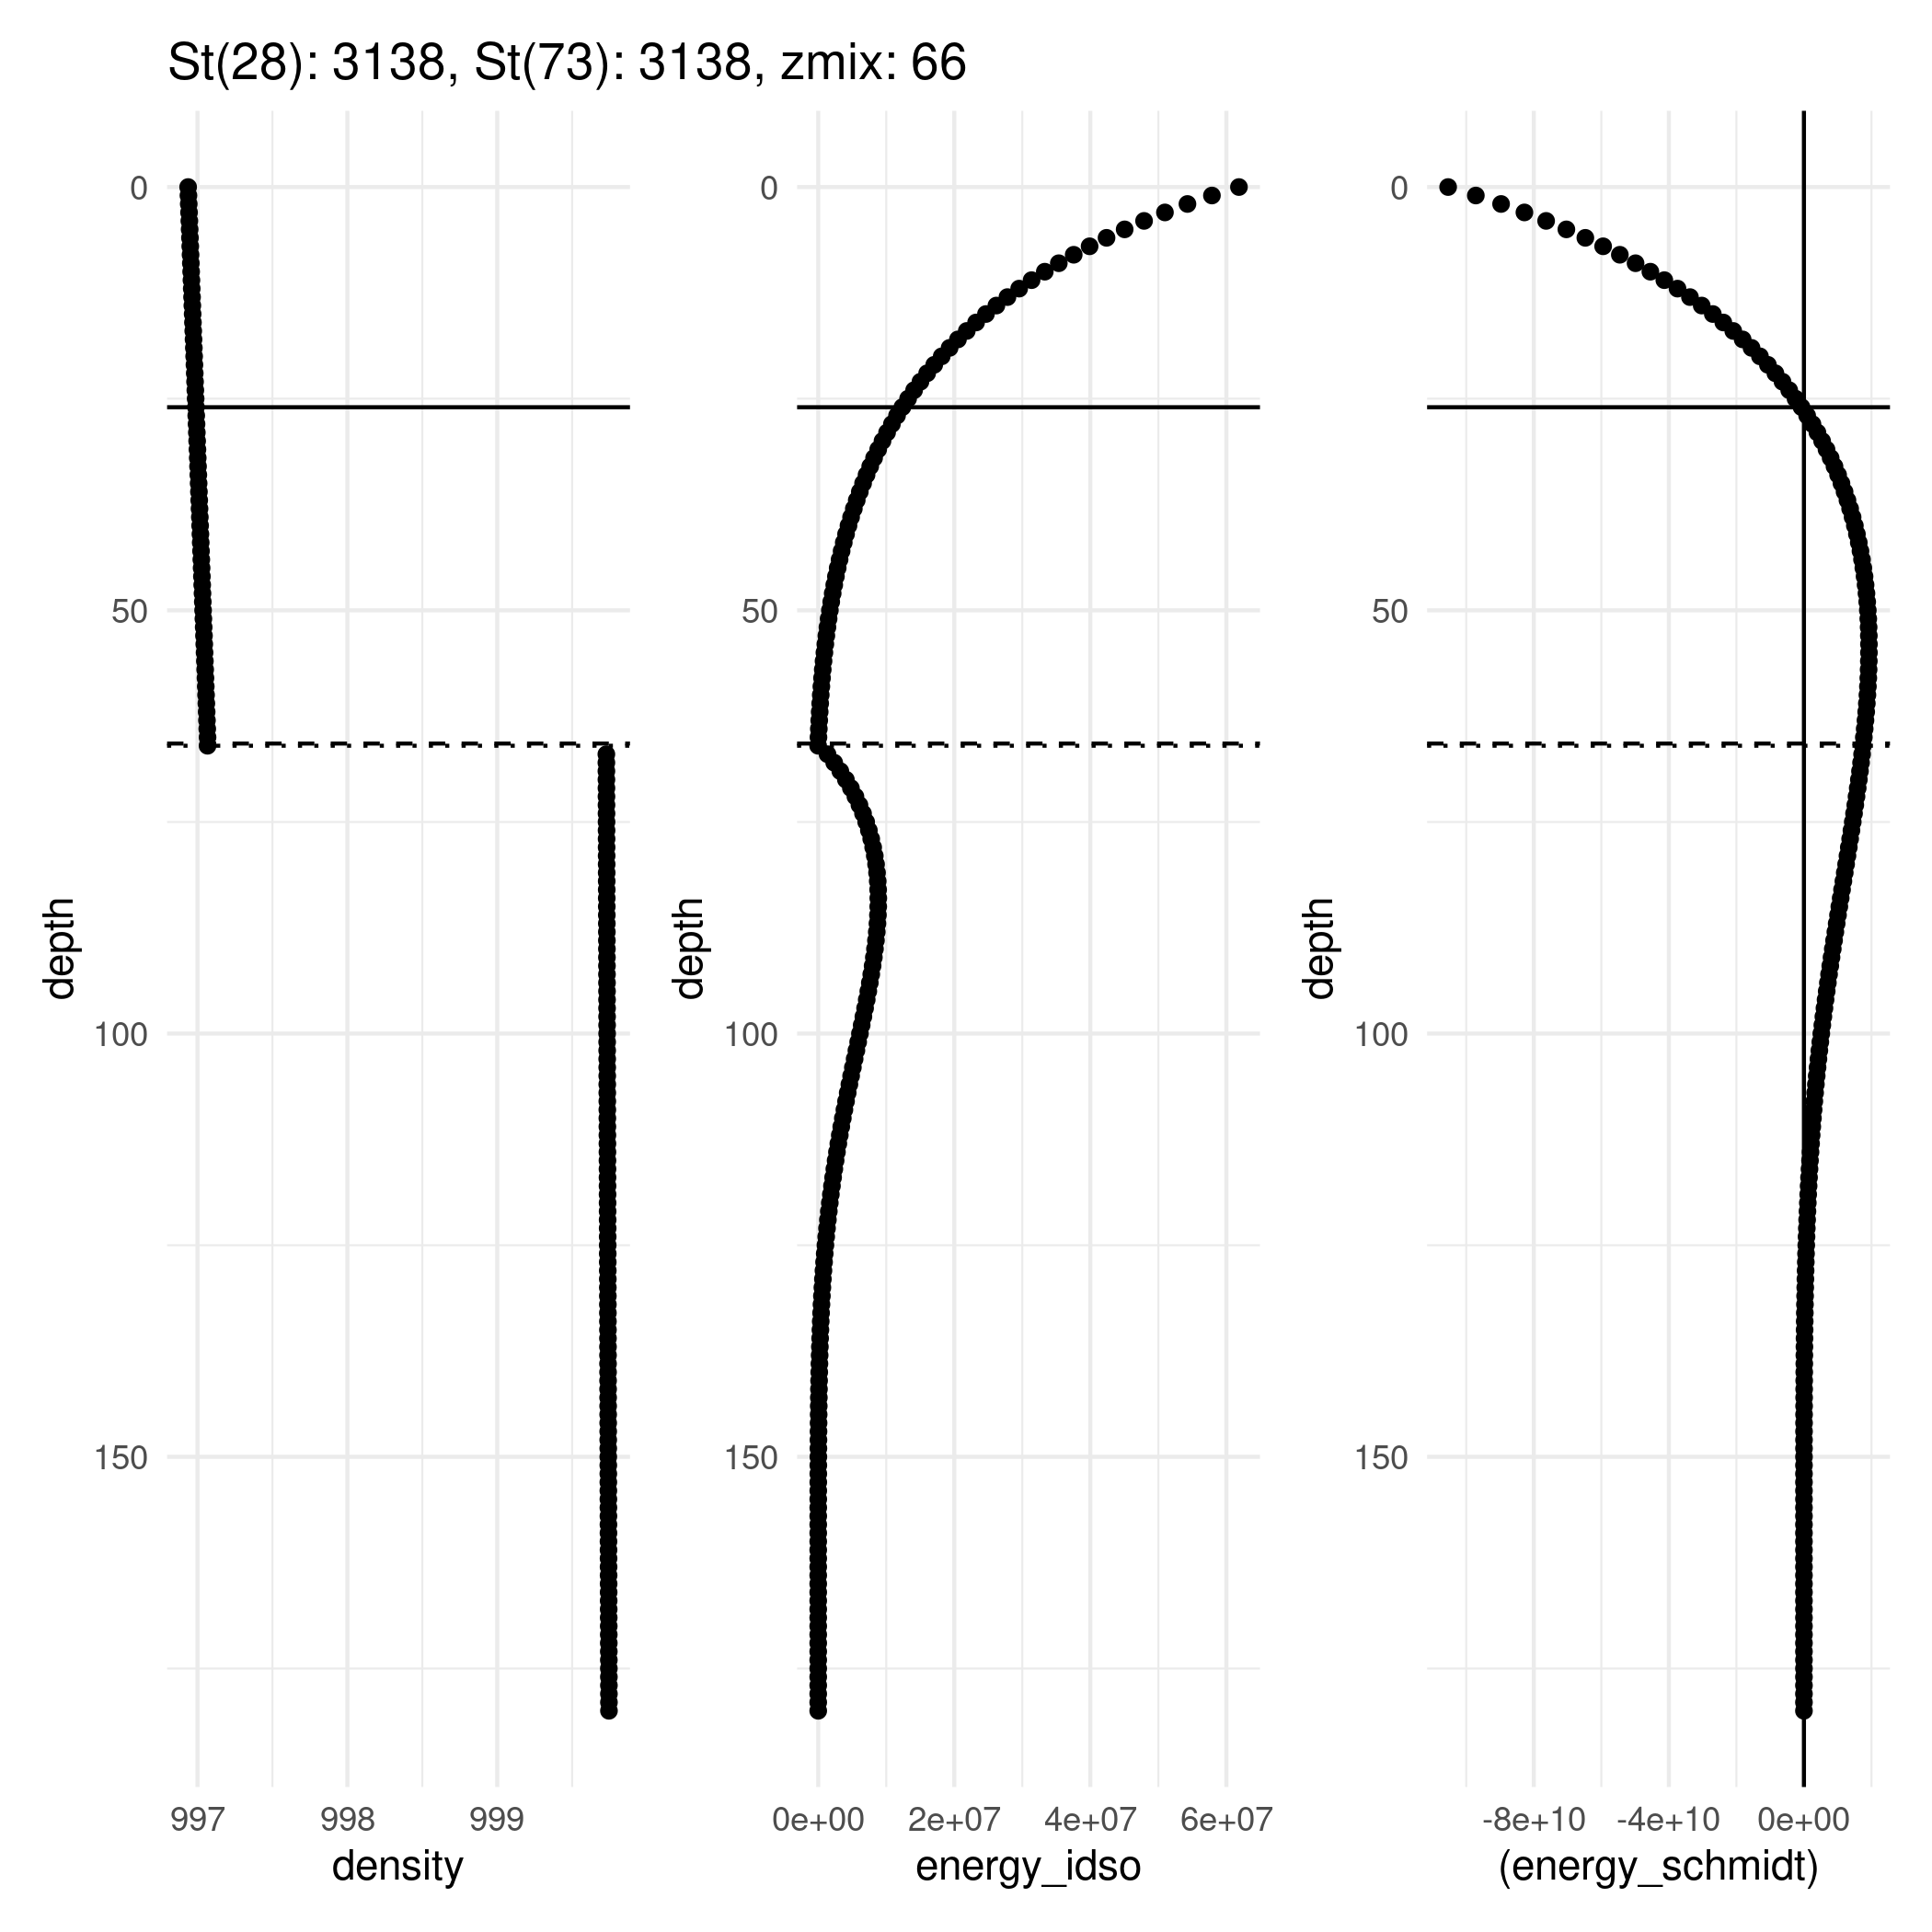 St(28): 3138, St(73): 3138, zmix: 66
0
50
100
150
depth
997 998 999
density
0
50
100
150
depth
0e+00 2e+07 4e+07 6e+07
energy_idso
0
50
100
150
depth
-8e+10 -4e+10 0e+00
(energy_schmidt)